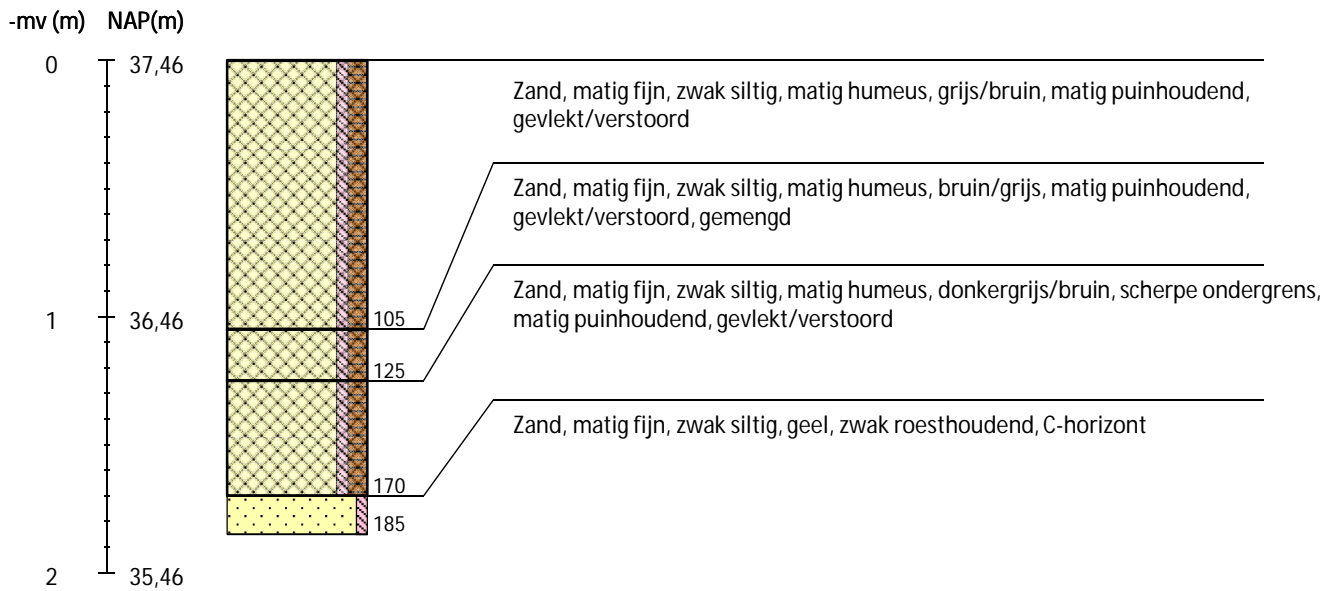 -mv (m) NAP(m)
0 37,46
Zand, matig fijn, zwak siltig, matig humeus, grijs/bruin, matig puinhoudend,
gevlekt/verstoord
Zand, matig fijn, zwak siltig, matig humeus, bruin/grijs, matig puinhoudend,
gevlekt/verstoord, gemengd
Zand, matig fijn, zwak siltig, matig humeus, donkergrijs/bruin, scherpe ondergrens,
matig puinhoudend, gevlekt/verstoord
1 36,46
105
125
Zand, matig fijn, zwak siltig, geel, zwak roesthoudend, C-horizont
170
185
2 35,46